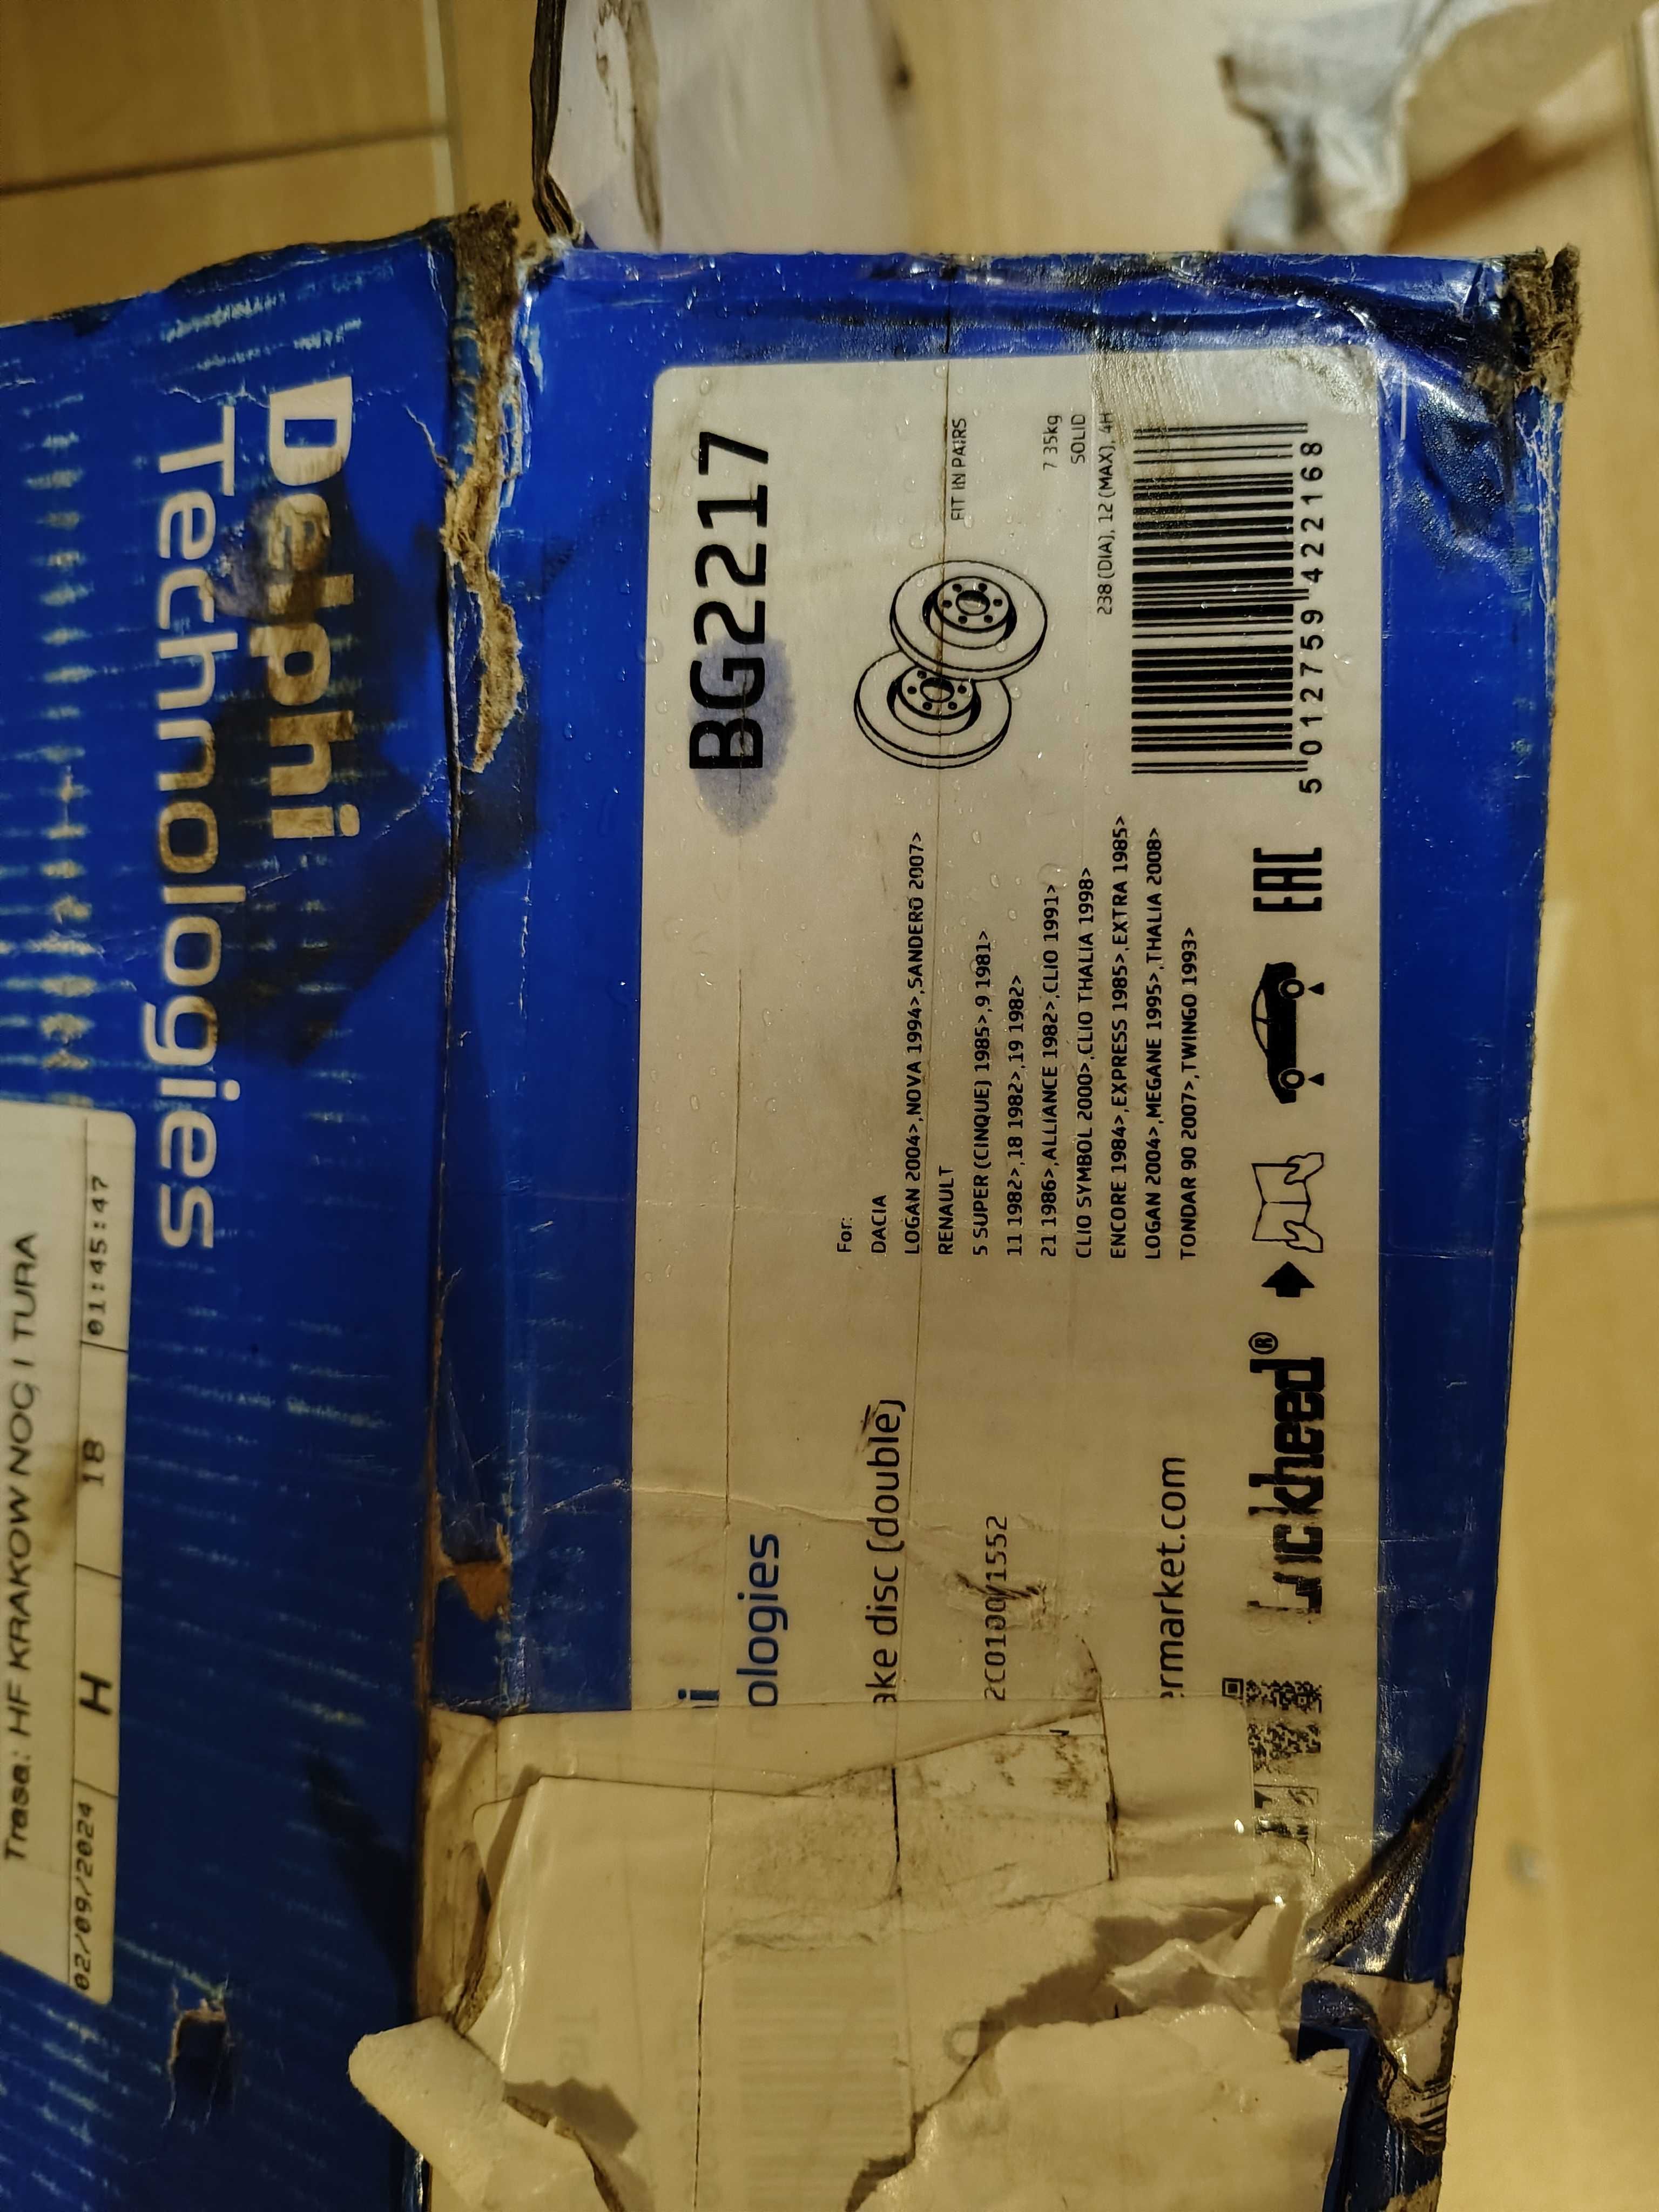 Delphi
Technologies
Trasa: HF KRAKOW NOC I TURA
02/09/2024 H 18 01:45:47
BG2217
ologies
disc (double)
For:
DACIA
LOGAN 2004>,NOVA 1994>,SANDERO 2007>
RENAULT
5 SUPER (CINQUE) 1985>,9 1981>
11 1982>,18 1982>,19 1982>
21 1986>,ALLIANCE 1982>,CLIO 1991>
CLIO SYMBOL 2000>,CLIO THALIA 1998>
ENCORE 1984>,EXPRESS 1985>,EXTRA 1985>
LOGAN 2004>,MEGANE 1995>,THALIA 2008>
TONDAR 90 2007>,TWINGO 1993>
FIT IN PAIRS
7 35kg
SOLID
238 (DIA), 12 (MAX), 4H
5 012759 422168
ermarket.com
Lockheed®
EAC